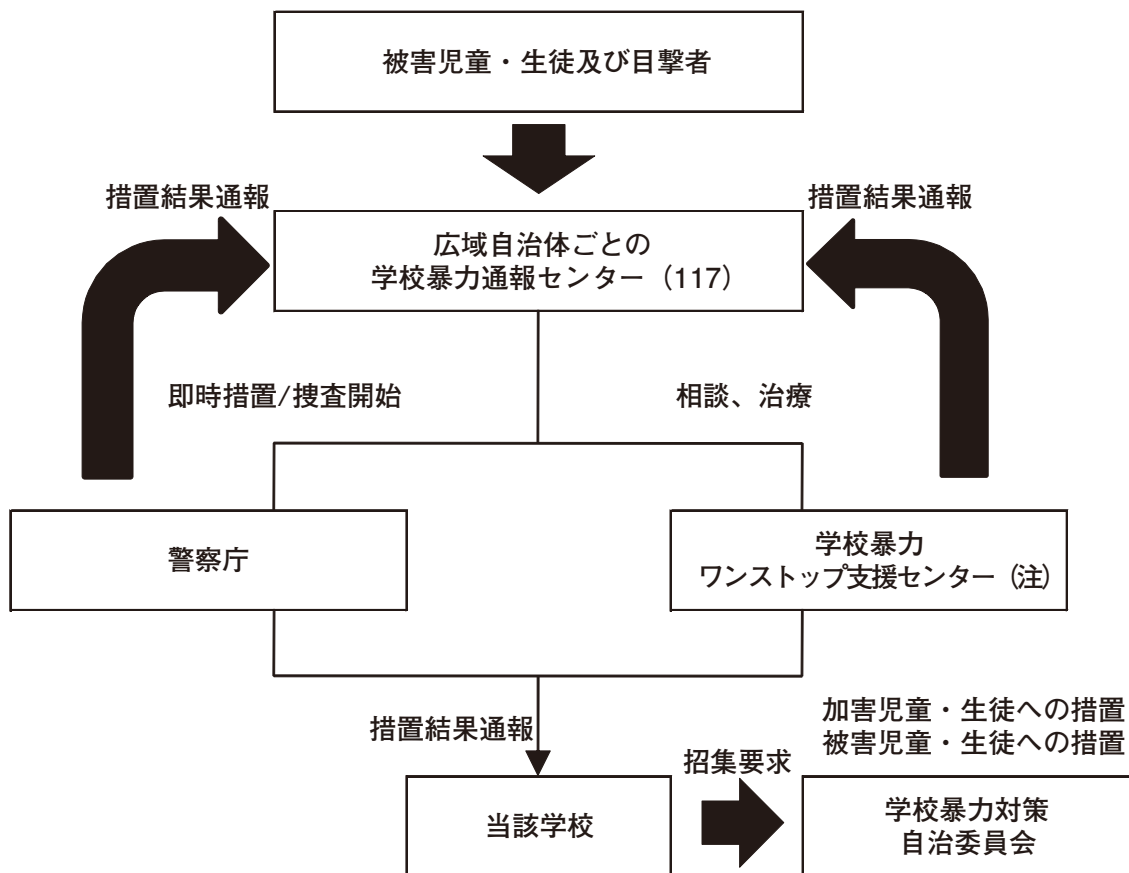 被害児童・生徒及び目撃者
措置結果通報
措置結果通報
広域自治体ごとの
学校暴力通報センター（117）
即時措置/捜査開始
相談、治療
警察庁
学校暴力
ワンストップ支援センター（注）
措置結果通報
加害児童・生徒への措置
被害児童・生徒への措置
招集要求
当該学校
学校暴力対策
自治委員会